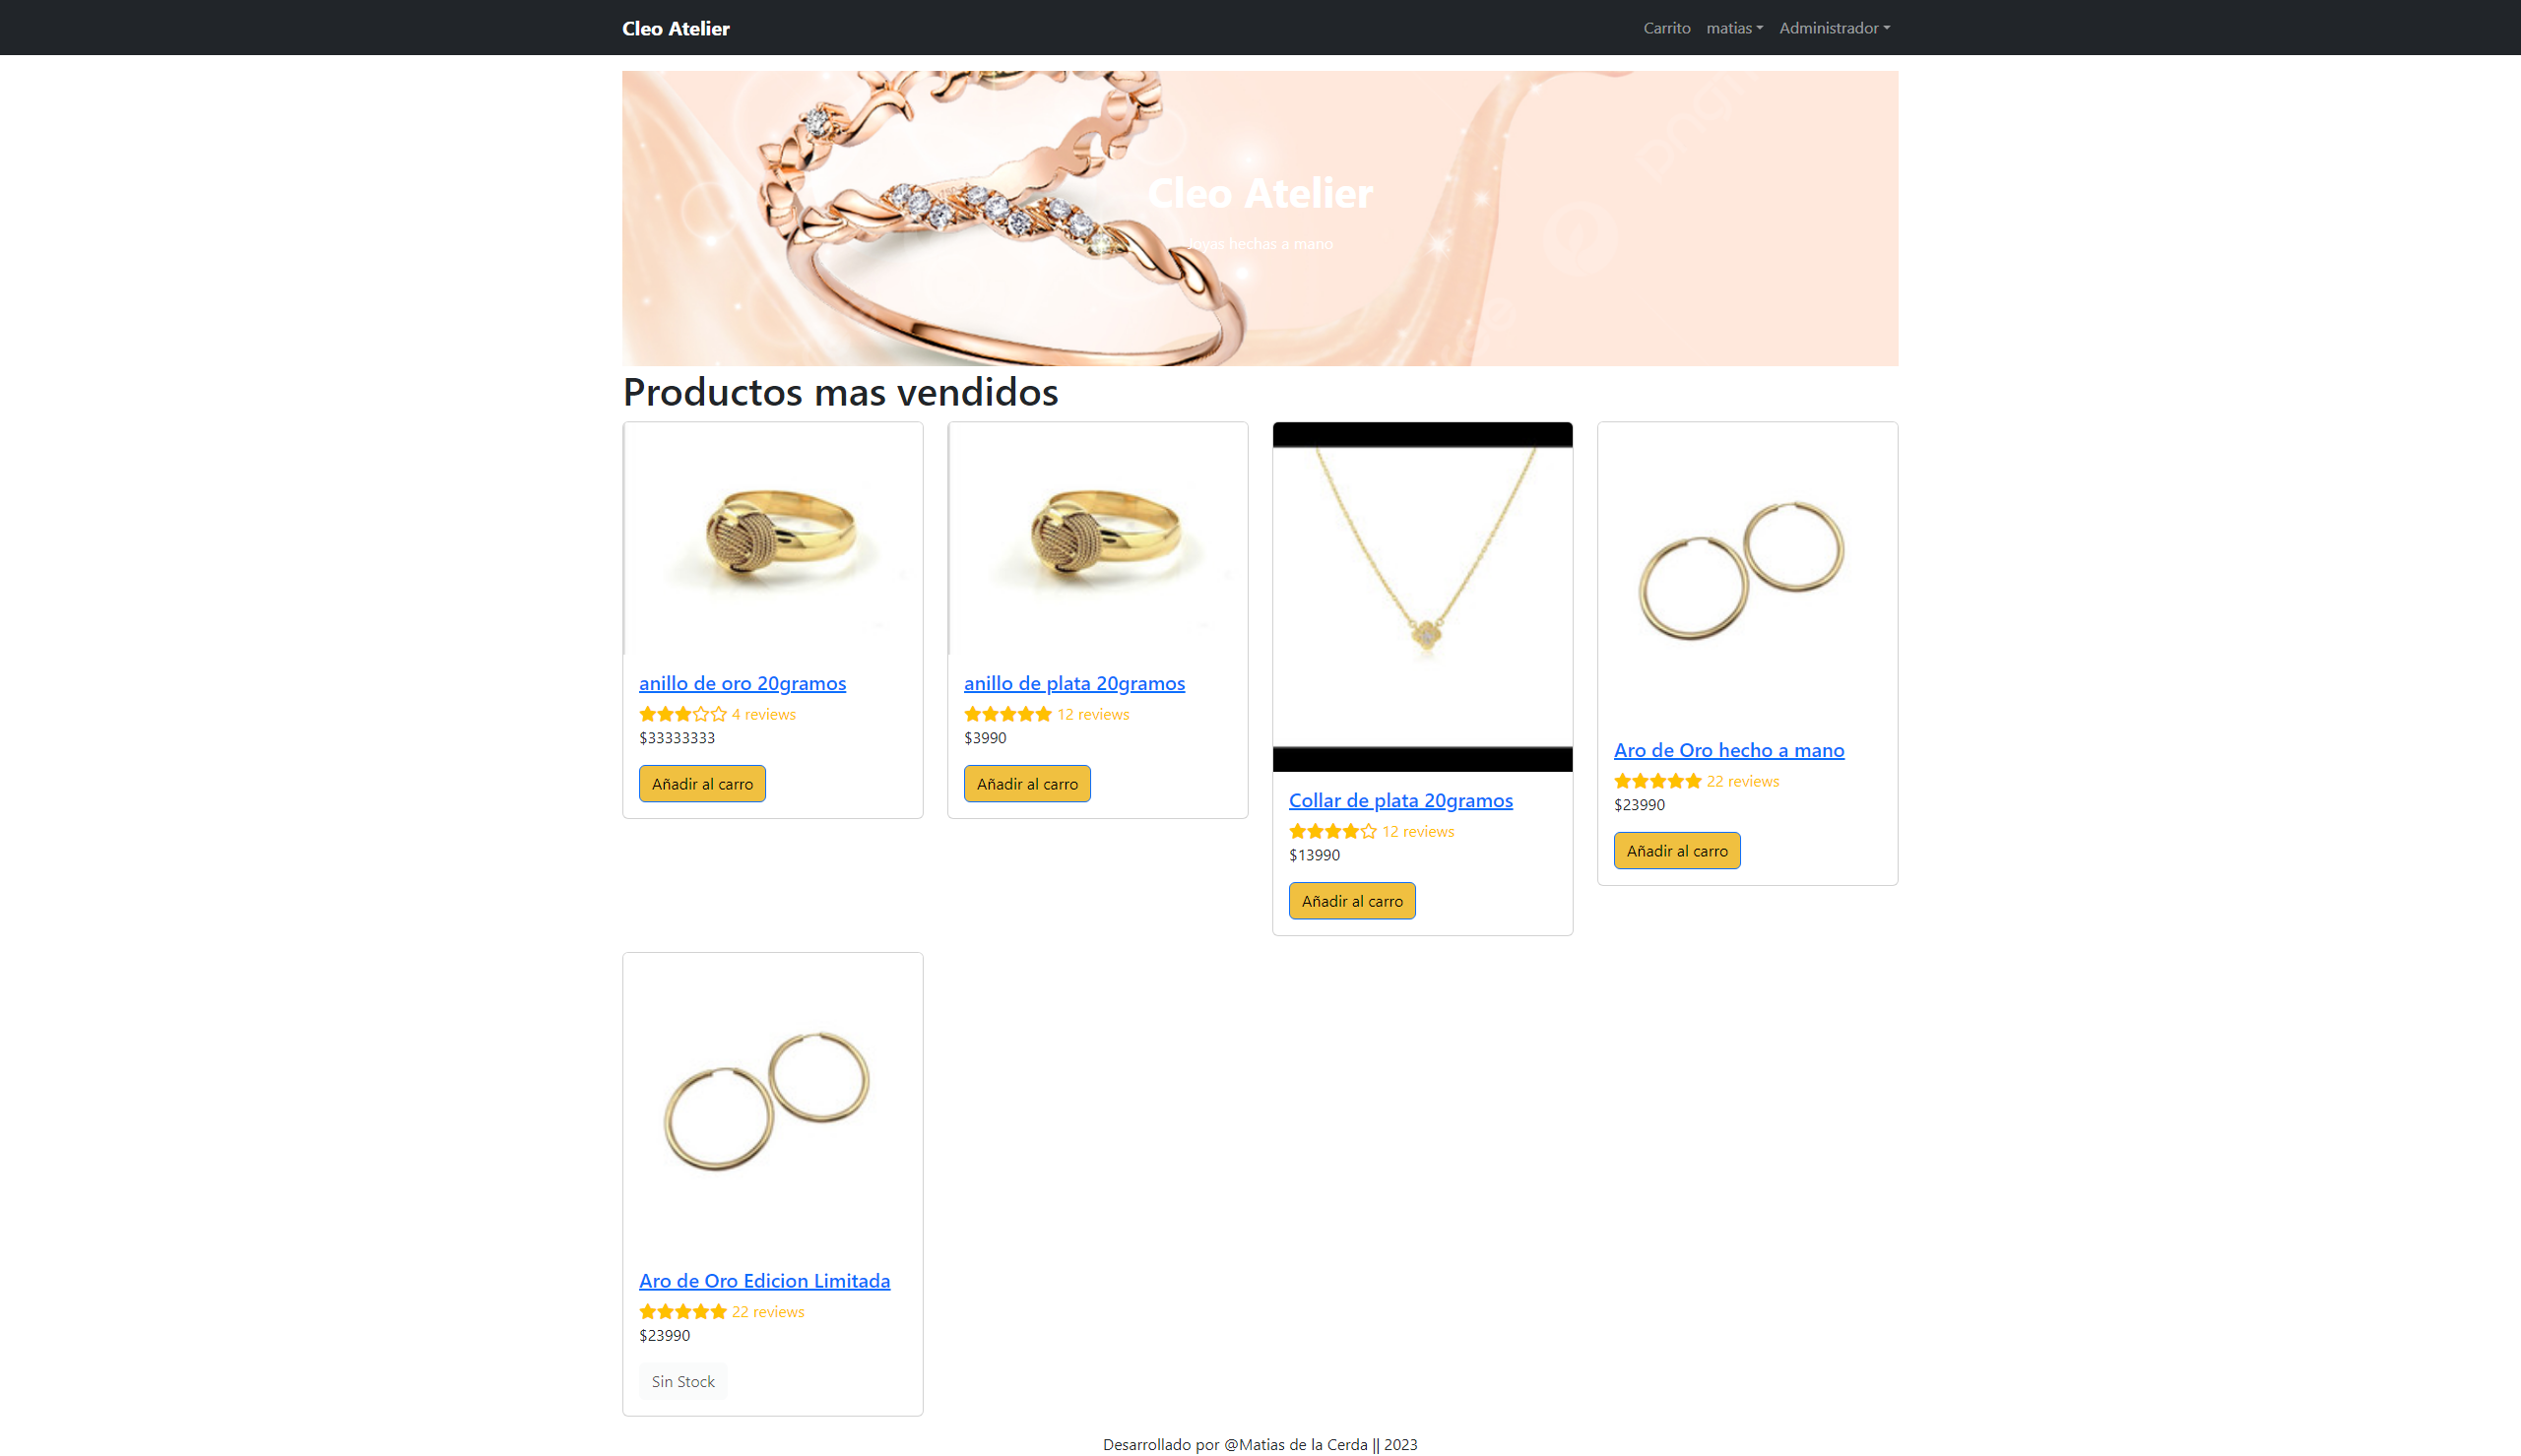 Cleo Atelier
Carrito matias Administrador
Cleo Atelier
Joyas hechas a mano
Productos mas vendidos
anillo de oro 20gramos
4 reviews
$33333333
Añadir al carro
anillo de plata 20gramos
12 reviews
$3990
Añadir al carro
Collar de plata 20gramos
12 reviews
$13990
Añadir al carro
Aro de Oro hecho a mano
22 reviews
$23990
Añadir al carro
Aro de Oro Edicion Limitada
22 reviews
$23990
Sin Stock
Desarrollado por @Matias de la Cerda || 2023